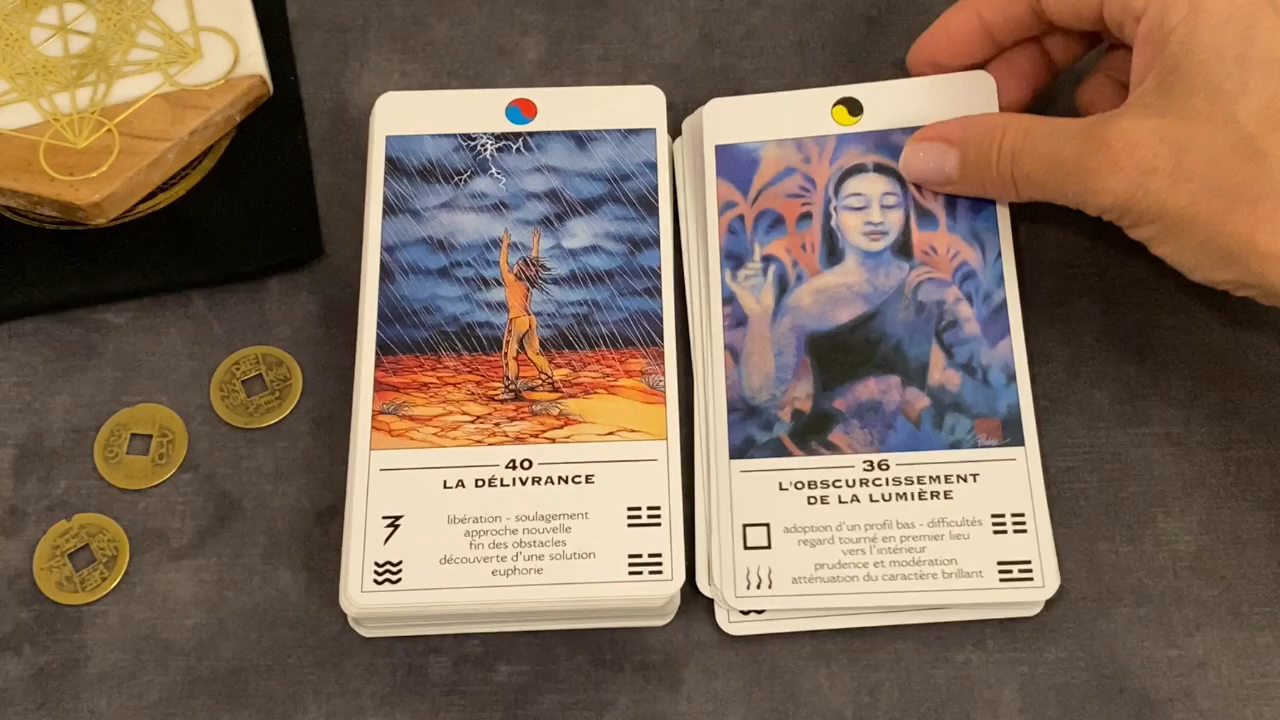 40
LA DÉLIVRANCE
libération - soulagement
approche nouvelle
fin des obstacles
découverte d'une solution
euphorie
36
L'OBSCURCISSEMENT
DE LA LUMIÈRE
adoption d'un profil bas - difficultés
regard tourné en premier lieu
vers l'intérieur
prudence et modération
atténuation du caractère brillant